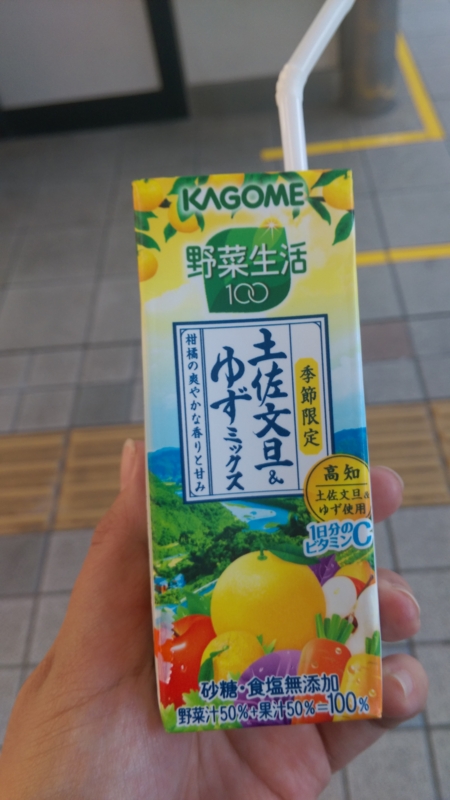 KAGOME
野菜生活
100
季節限定
土佐文旦&
ゆずミックス
柑橘の爽やかな香りと甘み
高知
土佐文旦&
ゆず使用
1日分の
ビタミンC
砂糖・食塩無添加
野菜汁50%+果汁50%=100%